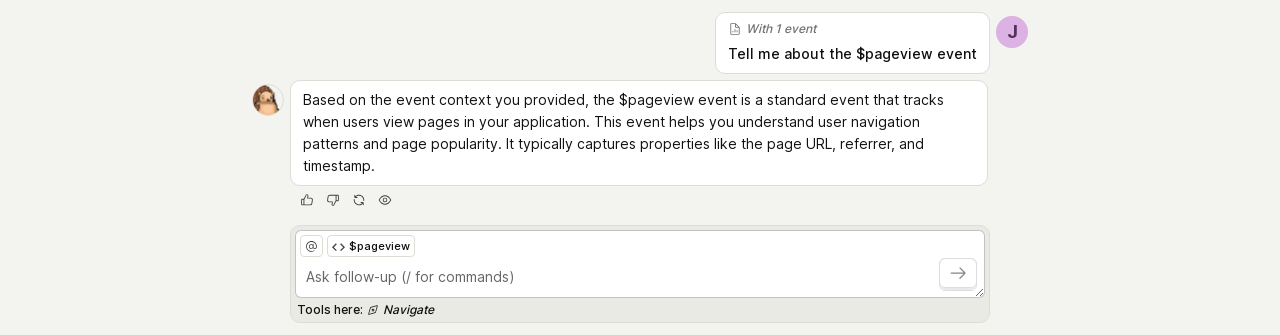 With 1 event
Tell me about the $pageview event
J
Based on the event context you provided, the $pageview event is a standard event that tracks
when users view pages in your application. This event helps you understand user navigation
patterns and page popularity. It typically captures properties like the page URL, referrer, and
timestamp.
@ <> $pageview
Ask follow-up (/ for commands)
Tools here: Navigate